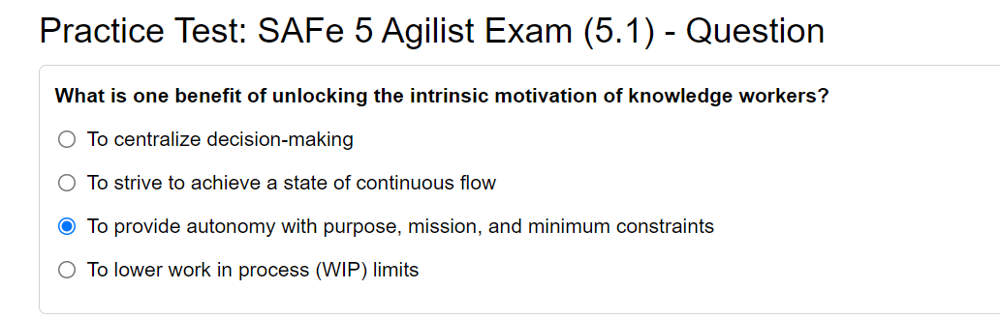 Practice Test: SAFe 5 Agilist Exam (5.1) - Question
What is one benefit of unlocking the intrinsic motivation of knowledge workers?
To centralize decision-making
To strive to achieve a state of continuous flow
To provide autonomy with purpose, mission, and minimum constraints
To lower work in process (WIP) limits